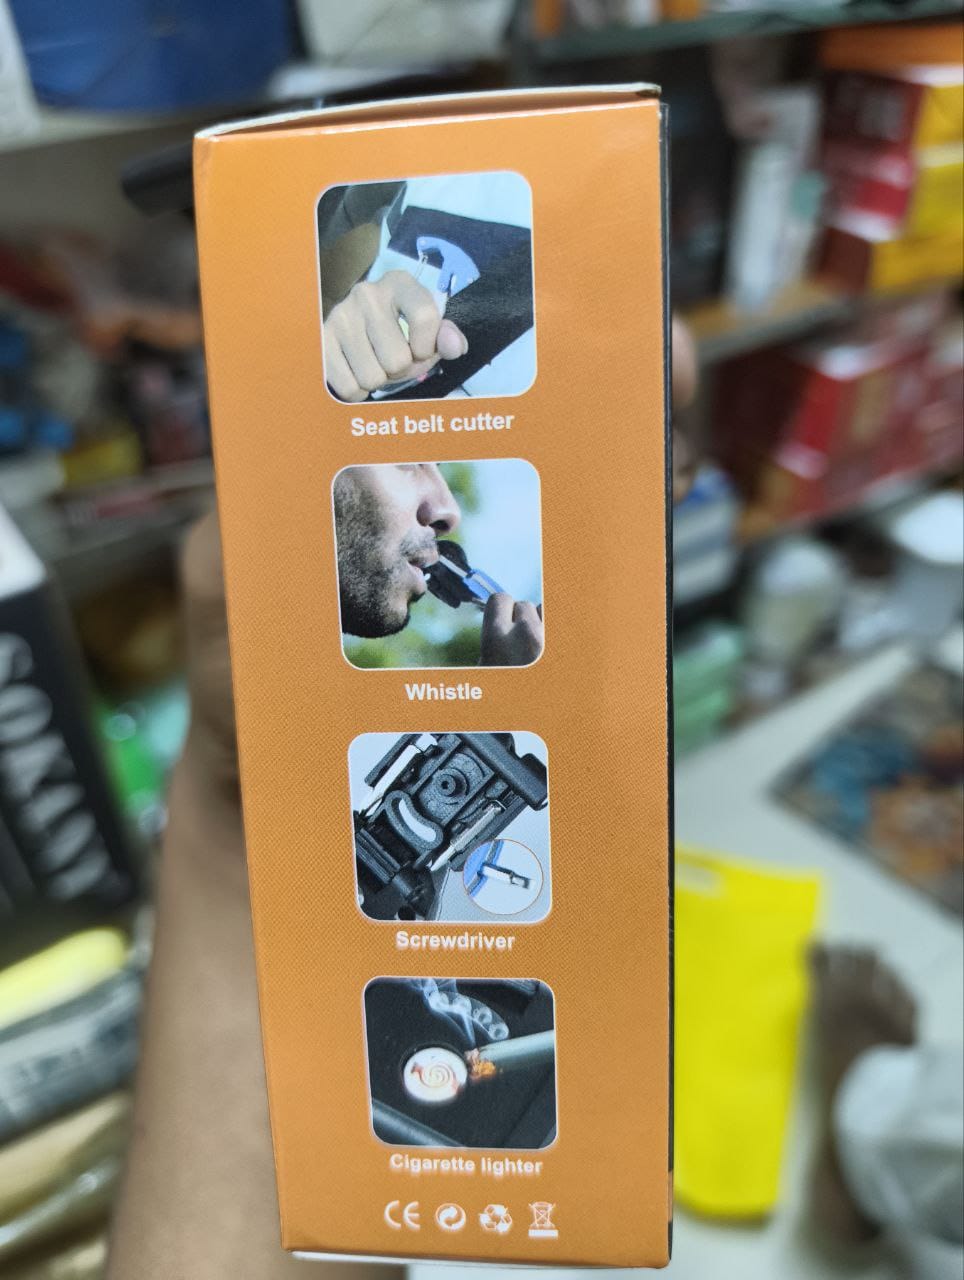 Seat belt cutter
Whistle
Screwdriver
Cigarette lighter
CE